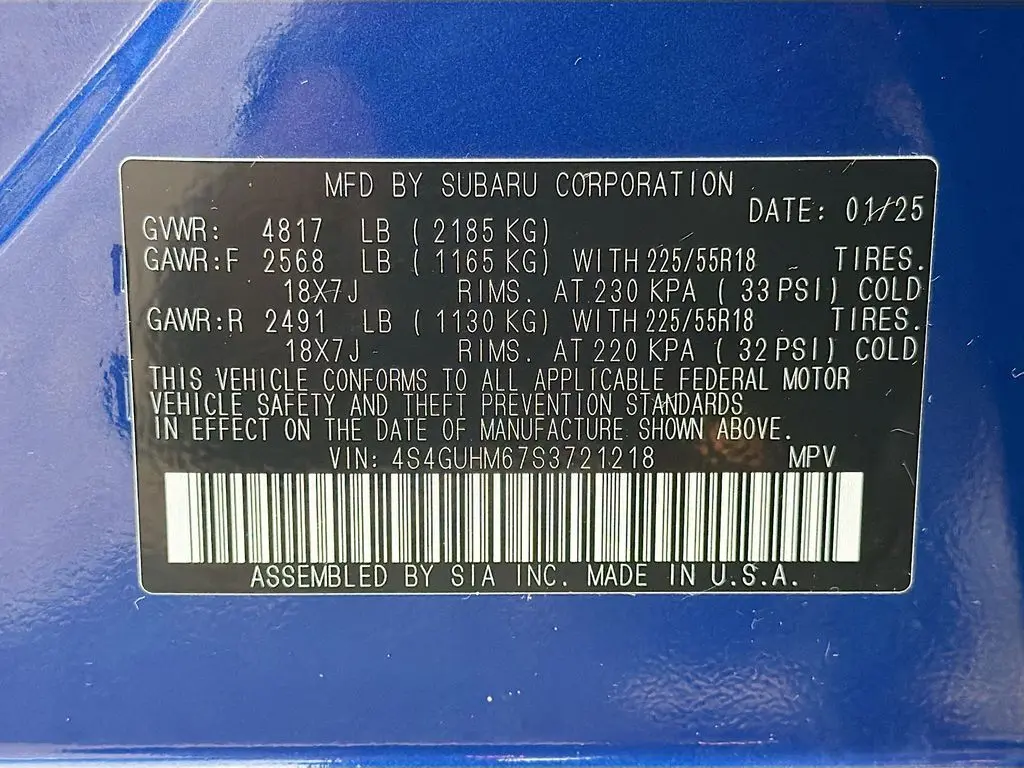 MFD BY SUBARU CORPORATION
DATE: 01/25
GVWR: 4817 LB ( 2185 KG)
GAWR:F 2568 LB ( 1165 KG) WITH 225/55R18 TIRES.
18X7J RIMS. AT 230 KPA ( 33 PSI) COLD
GAWR:R 2491 LB ( 1130 KG) WITH 225/55R18 TIRES.
18X7J RIMS. AT 220 KPA ( 32 PSI) COLD
THIS VEHICLE CONFORMS TO ALL APPLICABLE FEDERAL MOTOR
VEHICLE SAFETY AND THEFT PREVENTION STANDARDS
IN EFFECT ON THE DATE OF MANUFACTURE SHOWN ABOVE.
VIN: 4S4GUHM67S3721218 MPV
ASSEMBLED BY SIA INC. MADE IN U.S.A.